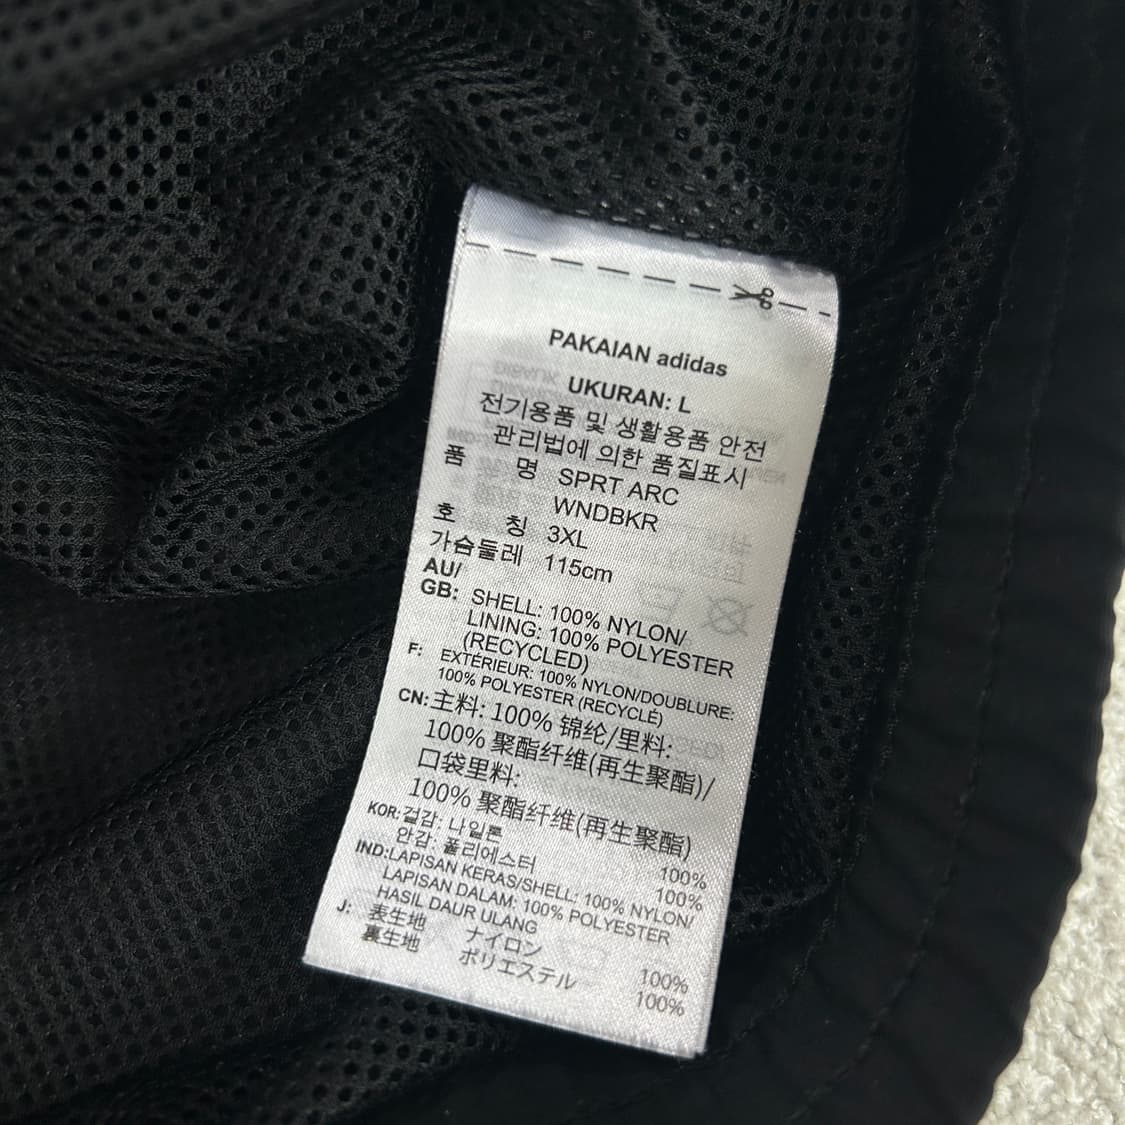 PAKAIAN adidas
UKURAN: L
전기용품 및 생활용품 안전
관리법에 의한 품질표시
품 명 SPRT ARC
WNDBKR
호 칭 3XL
가슴둘레 115cm
AU/
GB: SHELL: 100% NYLON/
LINING: 100% POLYESTER
(RECYCLED)
F: EXTÉRIEUR: 100% NYLON/DOUBLURE:
100% POLYESTER (RECYCLÉ)
CN: 主料: 100% 锦纶/里料:
100% 聚酯纤维(再生聚酯)/
口袋里料:
100% 聚酯纤维(再生聚酯)
KOR: 겉감: 나일론 100%
안감: 폴리에스터 100%
IND: LAPISAN KERAS/SHELL: 100% NYLON/
LAPISAN DALAM: 100% POLYESTER
HASIL DAUR ULANG
J: 表生地 ナイロン 100%
裏生地 ポリエステル 100%